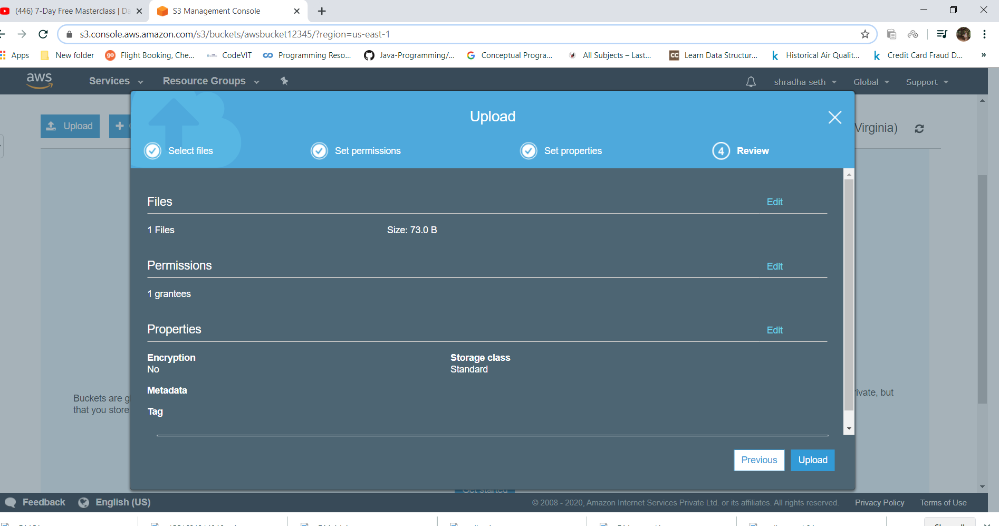 (446) 7-Day Free Masterclass | Da
S3 Management Console
s3.console.aws.amazon.com/s3/buckets/awsbucket12345/?region=us-east-1
Apps New folder go Flight Booking, Che... CodeVIT Programming Reso... Java-Programming/... Conceptual Progra... All Subjects – Last... CC Learn Data Structur... k Historical Air Qualit... k Credit Card Fraud D... »
aws Services Resource Groups shradha seth Global Support
Upload
Virginia)
Upload
Select files Set permissions Set properties 4 Review
Files Edit
1 Files Size: 73.0 B
Permissions Edit
1 grantees
Properties Edit
Encryption Storage class
No Standard
Metadata
Tag
Buckets are g
that you store
ivate, but
Previous Upload
Get started
Feedback English (US) © 2008 - 2020, Amazon Internet Services Private Ltd. or its affiliates. All rights reserved. Privacy Policy Terms of Use